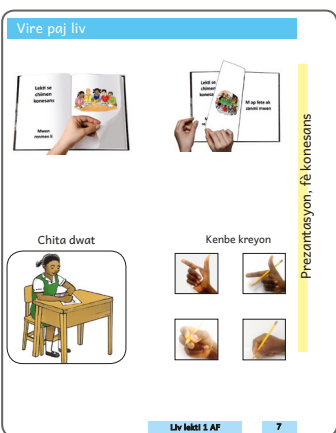 Vire paj liv
Lekti se
chimen
konesans
Mwen
renmen li
Lekti se
chimen
konesans
M ap fete ak
zanmi mwen
Prezantasyon, fè konesans
Chita dwat
Kenbe kreyon
Liv lekti 1 AF
7